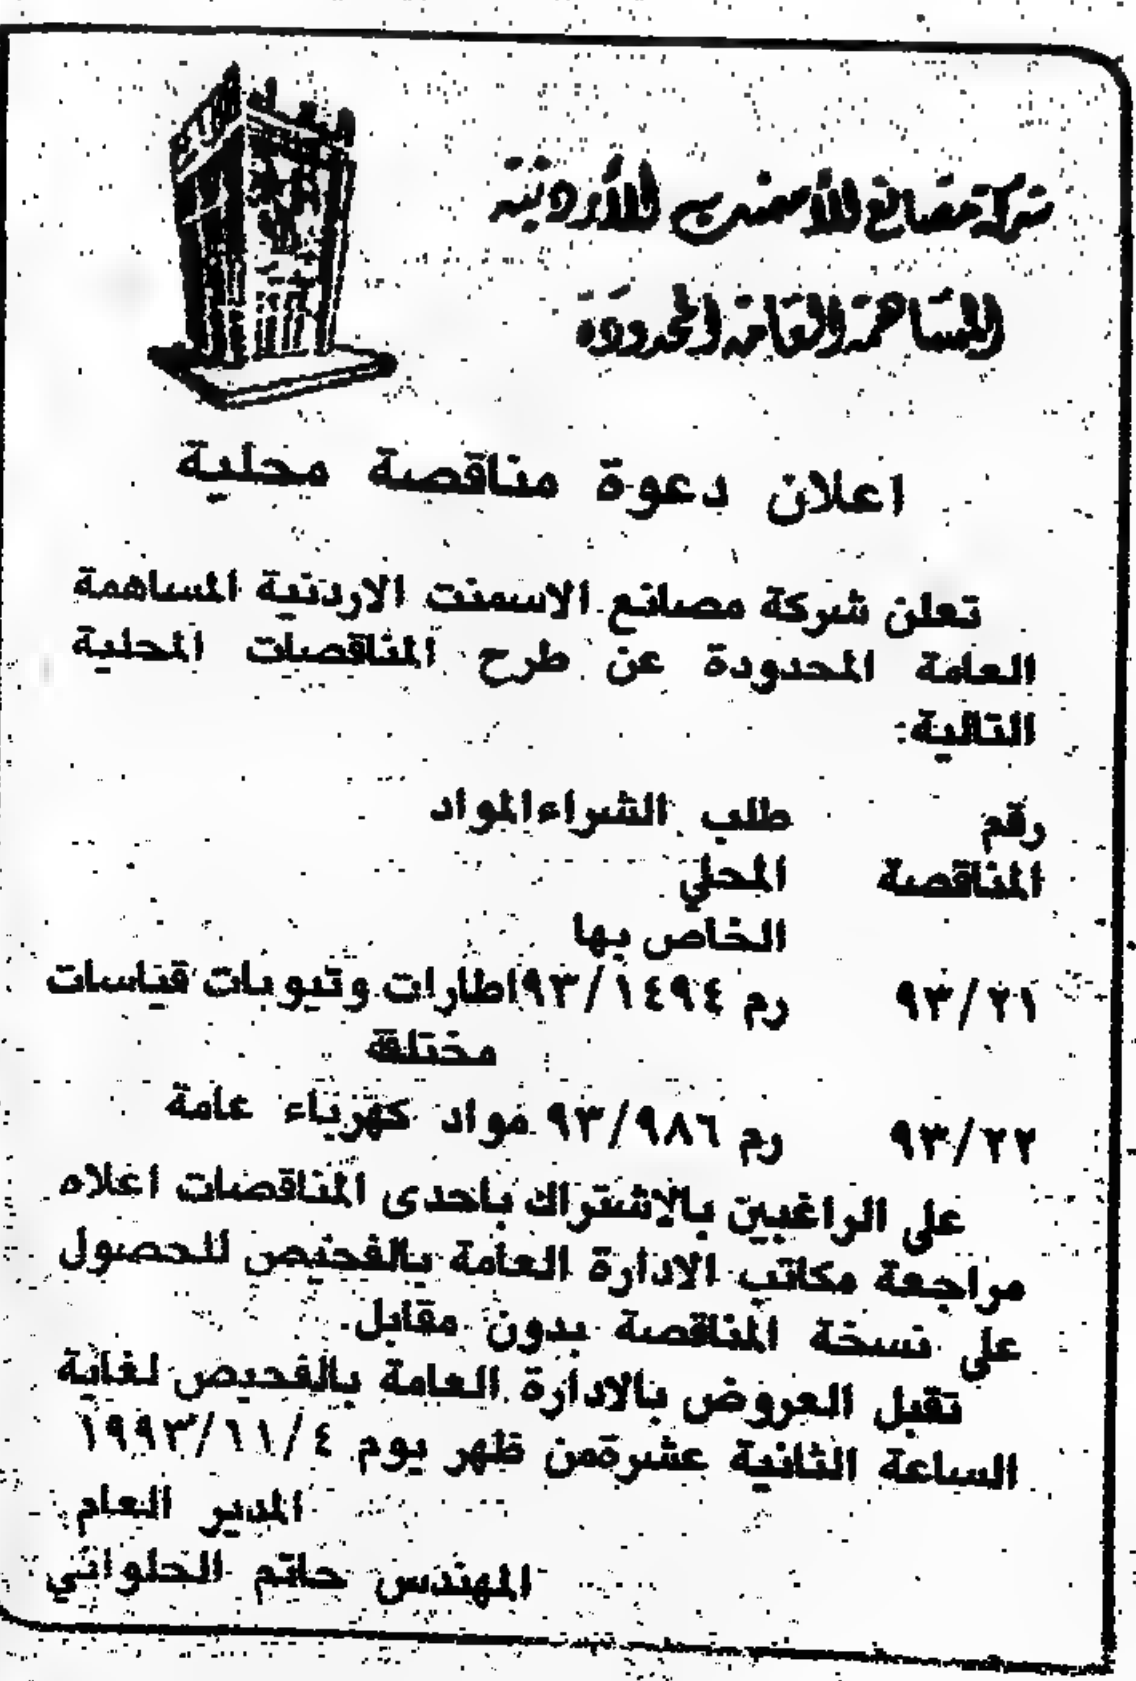 شركة مصانع الأسمنت الأردنية
المساهمة العامة المحدودة
اعلان دعوة مناقصة محلية
تعلن شركة مصانع الاسمنت الاردنية المساهمة
العامة المحدودة عن طرح المناقصات المحلية
التالية:
رقم طلب الشراء المواد
المناقصة المحلي
الخاص بها
٩٣/٢١ رم ٩٣/١٤٩٤ اطارات وتيوبات قياسات
مختلفة
٩٣/٢٢ رم ٩٣/٩٨٦ مواد كهرباء عامة
على الراغبين بالاشتراك باحدى المناقصات اعلاه
مراجعة مكاتب الادارة العامة بالفحيص للحصول
على نسخة المناقصة بدون مقابل.
تقبل العروض بالادارة العامة بالفحيص لغاية
الساعة الثانية عشرة من ظهر يوم ١٩٩٣/١١/٤
المدير العام
المهندس حاتم الحلواني